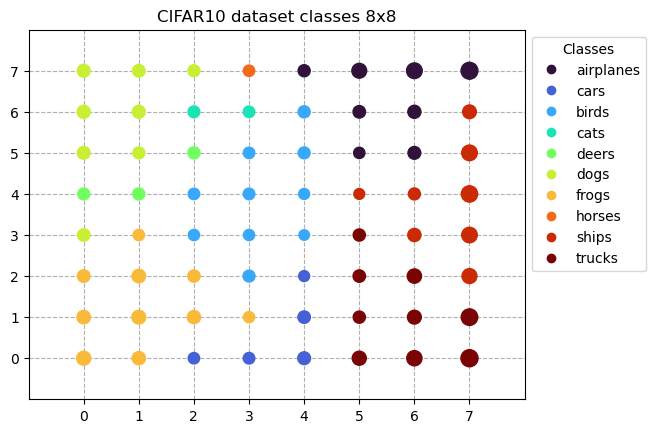 CIFAR10 dataset classes 8x8
7
6
5
4
3
2
1
0
0 1 2 3 4 5 6 7
Classes
airplanes
cars
birds
cats
deers
dogs
frogs
horses
ships
trucks